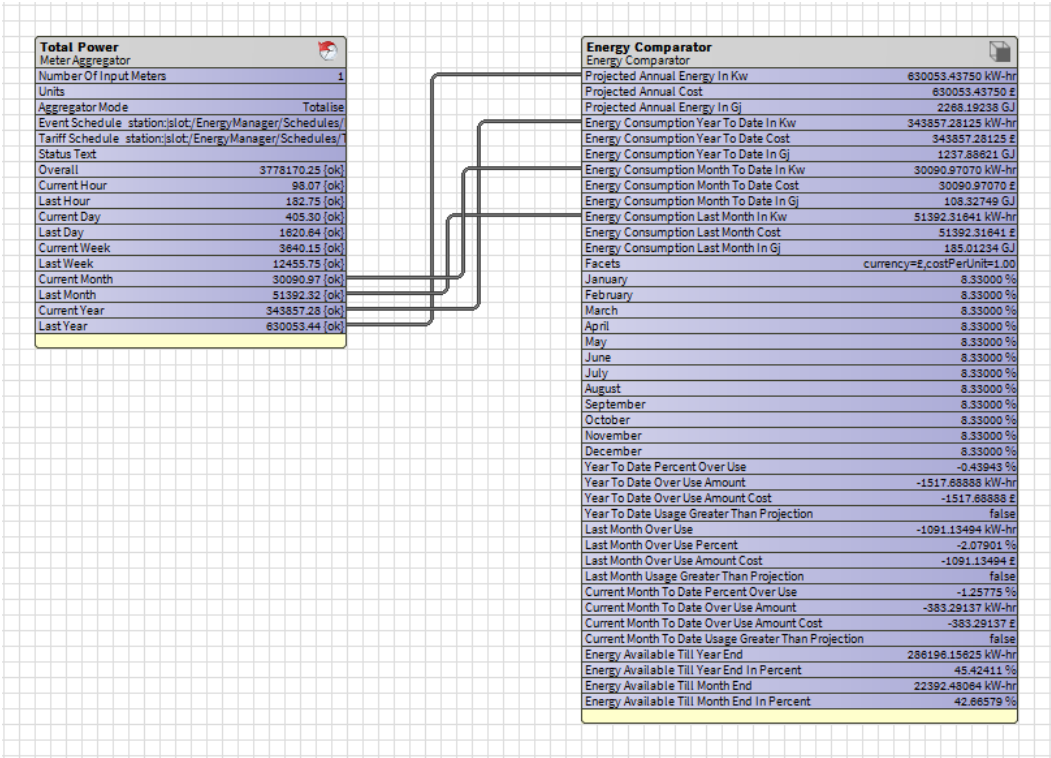 Total Power
Meter Aggregator
Number Of Input Meters 1
Units
Aggregator Mode Totalise
Event Schedule station:|slot:/EnergyManager/Schedules/
Tariff Schedule station:|slot:/EnergyManager/Schedules/T
Status Text
Overall 3778170.25 {ok}
Current Hour 98.07 {ok}
Last Hour 182.75 {ok}
Current Day 405.30 {ok}
Last Day 1620.64 {ok}
Current Week 3640.15 {ok}
Last Week 12455.75 {ok}
Current Month 30090.97 {ok}
Last Month 51392.32 {ok}
Current Year 343857.28 {ok}
Last Year 630053.44 {ok}
Energy Comparator
Energy Comparator
Projected Annual Energy In Kw 630053.43750 kW-hr
Projected Annual Cost 630053.43750 £
Projected Annual Energy In Gj 2268.19238 GJ
Energy Consumption Year To Date In Kw 343857.28125 kW-hr
Energy Consumption Year To Date Cost 343857.28125 £
Energy Consumption Year To Date In Gj 1237.88621 GJ
Energy Consumption Month To Date In Kw 30090.97070 kW-hr
Energy Consumption Month To Date Cost 30090.97070 £
Energy Consumption Month To Date In Gj 108.32749 GJ
Energy Consumption Last Month In Kw 51392.31641 kW-hr
Energy Consumption Last Month Cost 51392.31641 £
Energy Consumption Last Month In Gj 185.01234 GJ
Facets currency=£,costPerUnit=1.00
January 8.33000 %
February 8.33000 %
March 8.33000 %
April 8.33000 %
May 8.33000 %
June 8.33000 %
July 8.33000 %
August 8.33000 %
September 8.33000 %
October 8.33000 %
November 8.33000 %
December 8.33000 %
Year To Date Percent Over Use -0.43943 %
Year To Date Over Use Amount -1517.68888 kW-hr
Year To Date Over Use Amount Cost -1517.68888 £
Year To Date Usage Greater Than Projection false
Last Month Over Use -1091.13494 kW-hr
Last Month Over Use Percent -2.07901 %
Last Month Over Use Amount Cost -1091.13494 £
Last Month Usage Greater Than Projection false
Current Month To Date Percent Over Use -1.25775 %
Current Month To Date Over Use Amount -383.29137 kW-hr
Current Month To Date Over Use Amount Cost -383.29137 £
Current Month To Date Usage Greater Than Projection false
Energy Available Till Year End 286196.15625 kW-hr
Energy Available Till Year End In Percent 45.42411 %
Energy Available Till Month End 22392.48064 kW-hr
Energy Available Till Month End In Percent 42.66579 %